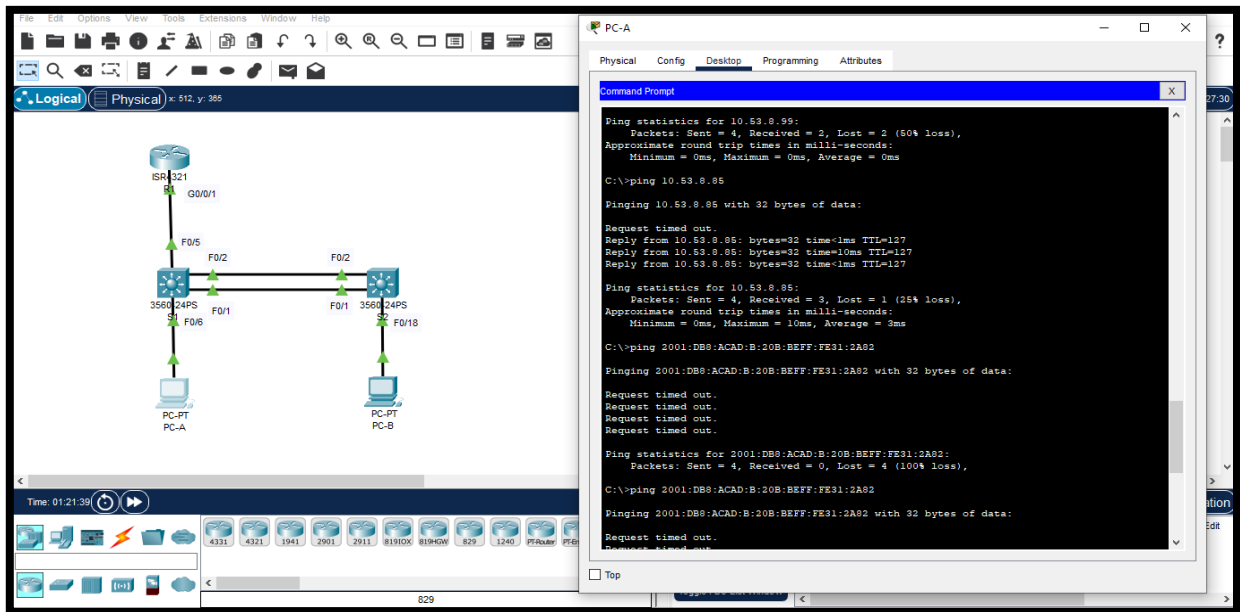 File Edit Options View Tools Extensions Window Help
?
Logical Physical x: 512, y: 365
27:30
ISR4321
R1
G0/0/1
F0/5
F0/2 F0/2
3560-24PS
S1
F0/6
F0/1
F0/1
3560-24PS
S2
F0/18
PC-PT
PC-A
PC-PT
PC-B
Time: 01:21:39
4331 4321 1941 2901 2911 819IOX 819HGW 829 1240 PT-Router
829
Edit
PC-A
Physical Config Desktop Programming Attributes
Command Prompt
X
Ping statistics for 10.53.8.99:
Packets: Sent = 4, Received = 2, Lost = 2 (50% loss),
Approximate round trip times in milli-seconds:
Minimum = 0ms, Maximum = 0ms, Average = 0ms
C:\>ping 10.53.8.85
Pinging 10.53.8.85 with 32 bytes of data:
Request timed out.
Reply from 10.53.8.85: bytes=32 time<1ms TTL=127
Reply from 10.53.8.85: bytes=32 time=10ms TTL=127
Reply from 10.53.8.85: bytes=32 time<1ms TTL=127
Ping statistics for 10.53.8.85:
Packets: Sent = 4, Received = 3, Lost = 1 (25% loss),
Approximate round trip times in milli-seconds:
Minimum = 0ms, Maximum = 10ms, Average = 3ms
C:\>ping 2001:DB8:ACAD:B:20B:BEFF:FE31:2A82
Pinging 2001:DB8:ACAD:B:20B:BEFF:FE31:2A82 with 32 bytes of data:
Request timed out.
Request timed out.
Request timed out.
Request timed out.
Ping statistics for 2001:DB8:ACAD:B:20B:BEFF:FE31:2A82:
Packets: Sent = 4, Received = 0, Lost = 4 (100% loss),
C:\>ping 2001:DB8:ACAD:B:20B:BEFF:FE31:2A82
Pinging 2001:DB8:ACAD:B:20B:BEFF:FE31:2A82 with 32 bytes of data:
Request timed out.
Request timed out.
Top